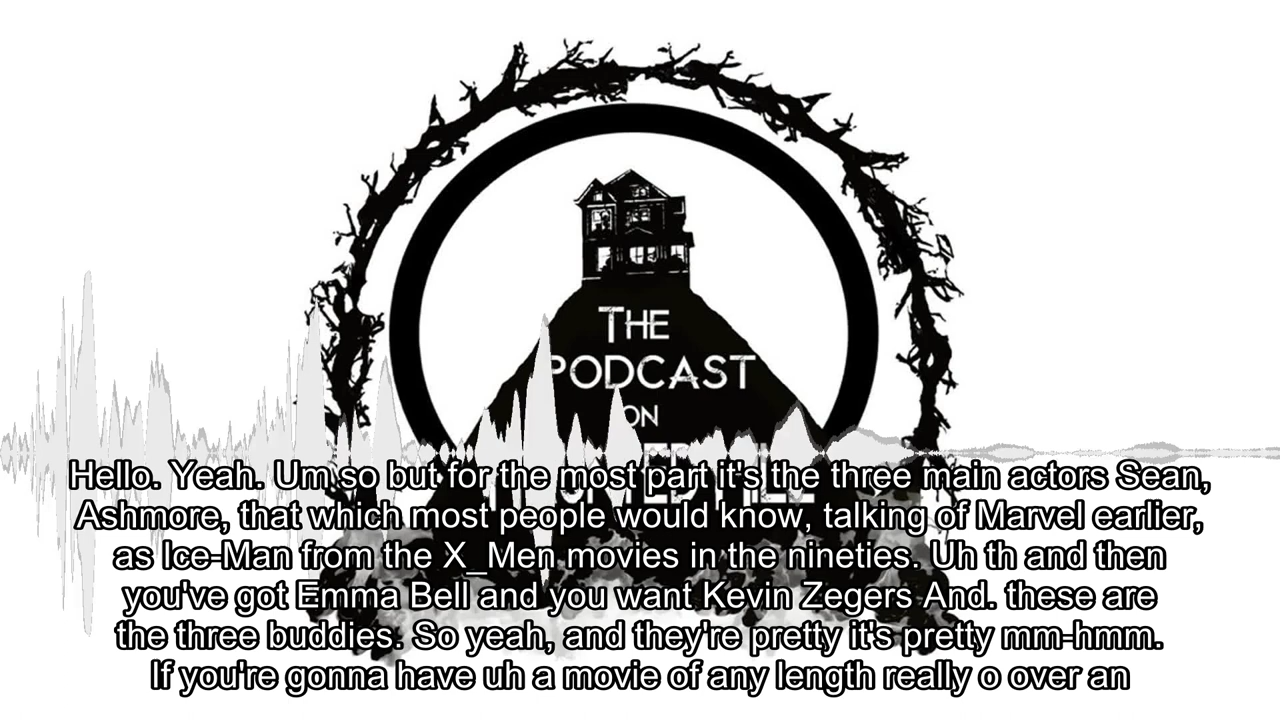 THE
PODCAST
ON
Hello. Yeah. Um so but for the most part it's the three main actors Sean,
Ashmore, that which most people would know, talking of Marvel earlier,
as Ice-Man from the X_Men movies in the nineties. Uh th and then
you've got Emma Bell and you want Kevin Zegers And. these are
the three buddies. So yeah, and they're pretty it's pretty mm-hmm.
If you're gonna have uh a movie of any length really o over an